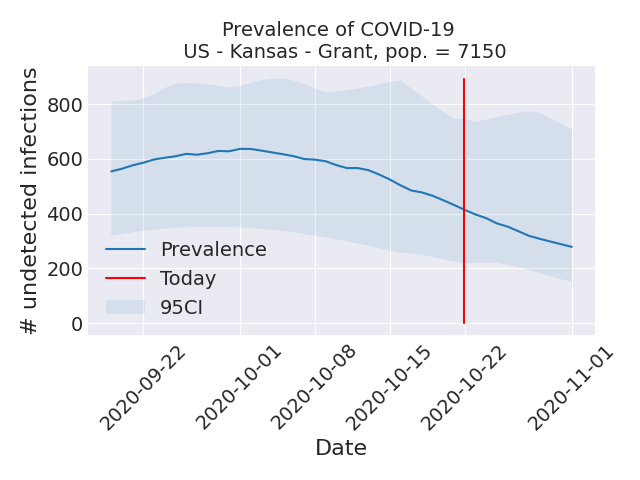 Prevalence of COVID-19
US - Kansas - Grant, pop. = 7150
# undetected infections
800
600
400
200
0
Prevalence
Today
95CI
2020-09-22
2020-10-01
2020-10-08
2020-10-15
2020-10-22
2020-11-01
Date